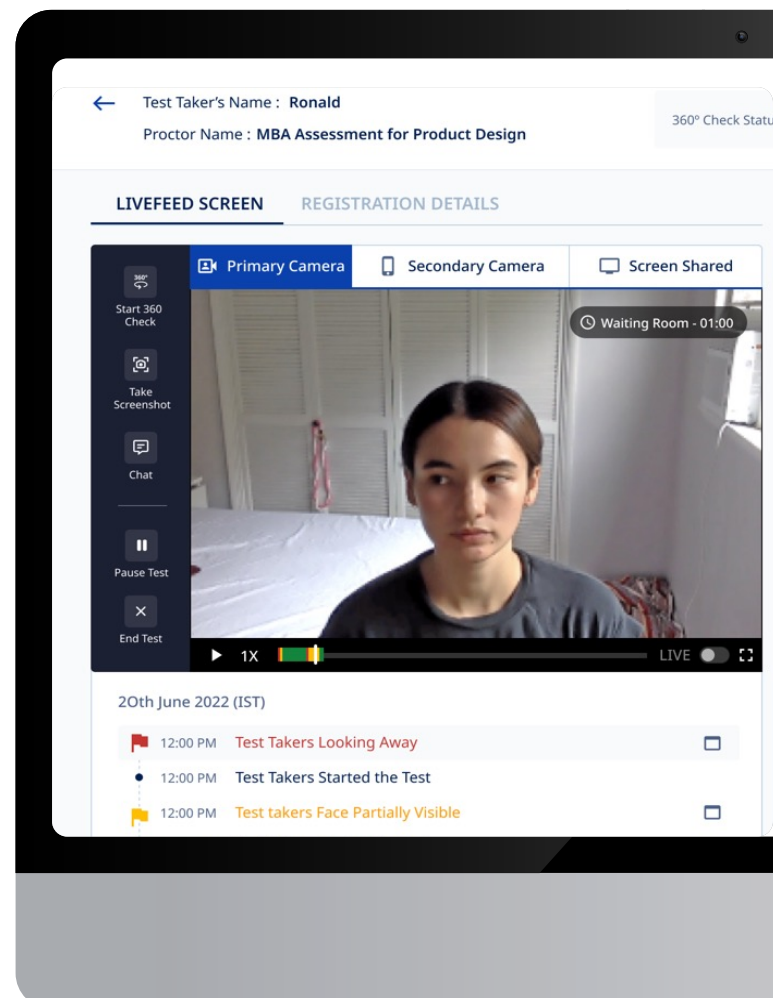 Test Taker's Name : Ronald
Proctor Name : MBA Assessment for Product Design
360° Check Statu
LIVEFEED SCREEN
REGISTRATION DETAILS
360°
Start 360
Check
Take
Screenshot
Chat
Pause Test
End Test
Primary Camera
Secondary Camera
Screen Shared
Waiting Room - 01:00
1X
LIVE
20th June 2022 (IST)
12:00 PM Test Takers Looking Away
12:00 PM Test Takers Started the Test
12:00 PM Test takers Face Partially Visible